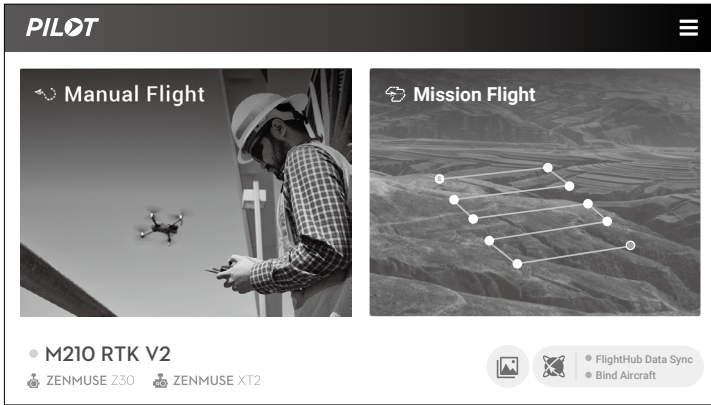 PILOT
Manual Flight
Mission Flight
S
M210 RTK V2
ZENMUSE Z30 ZENMUSE XT2
FlightHub Data Sync
Bind Aircraft